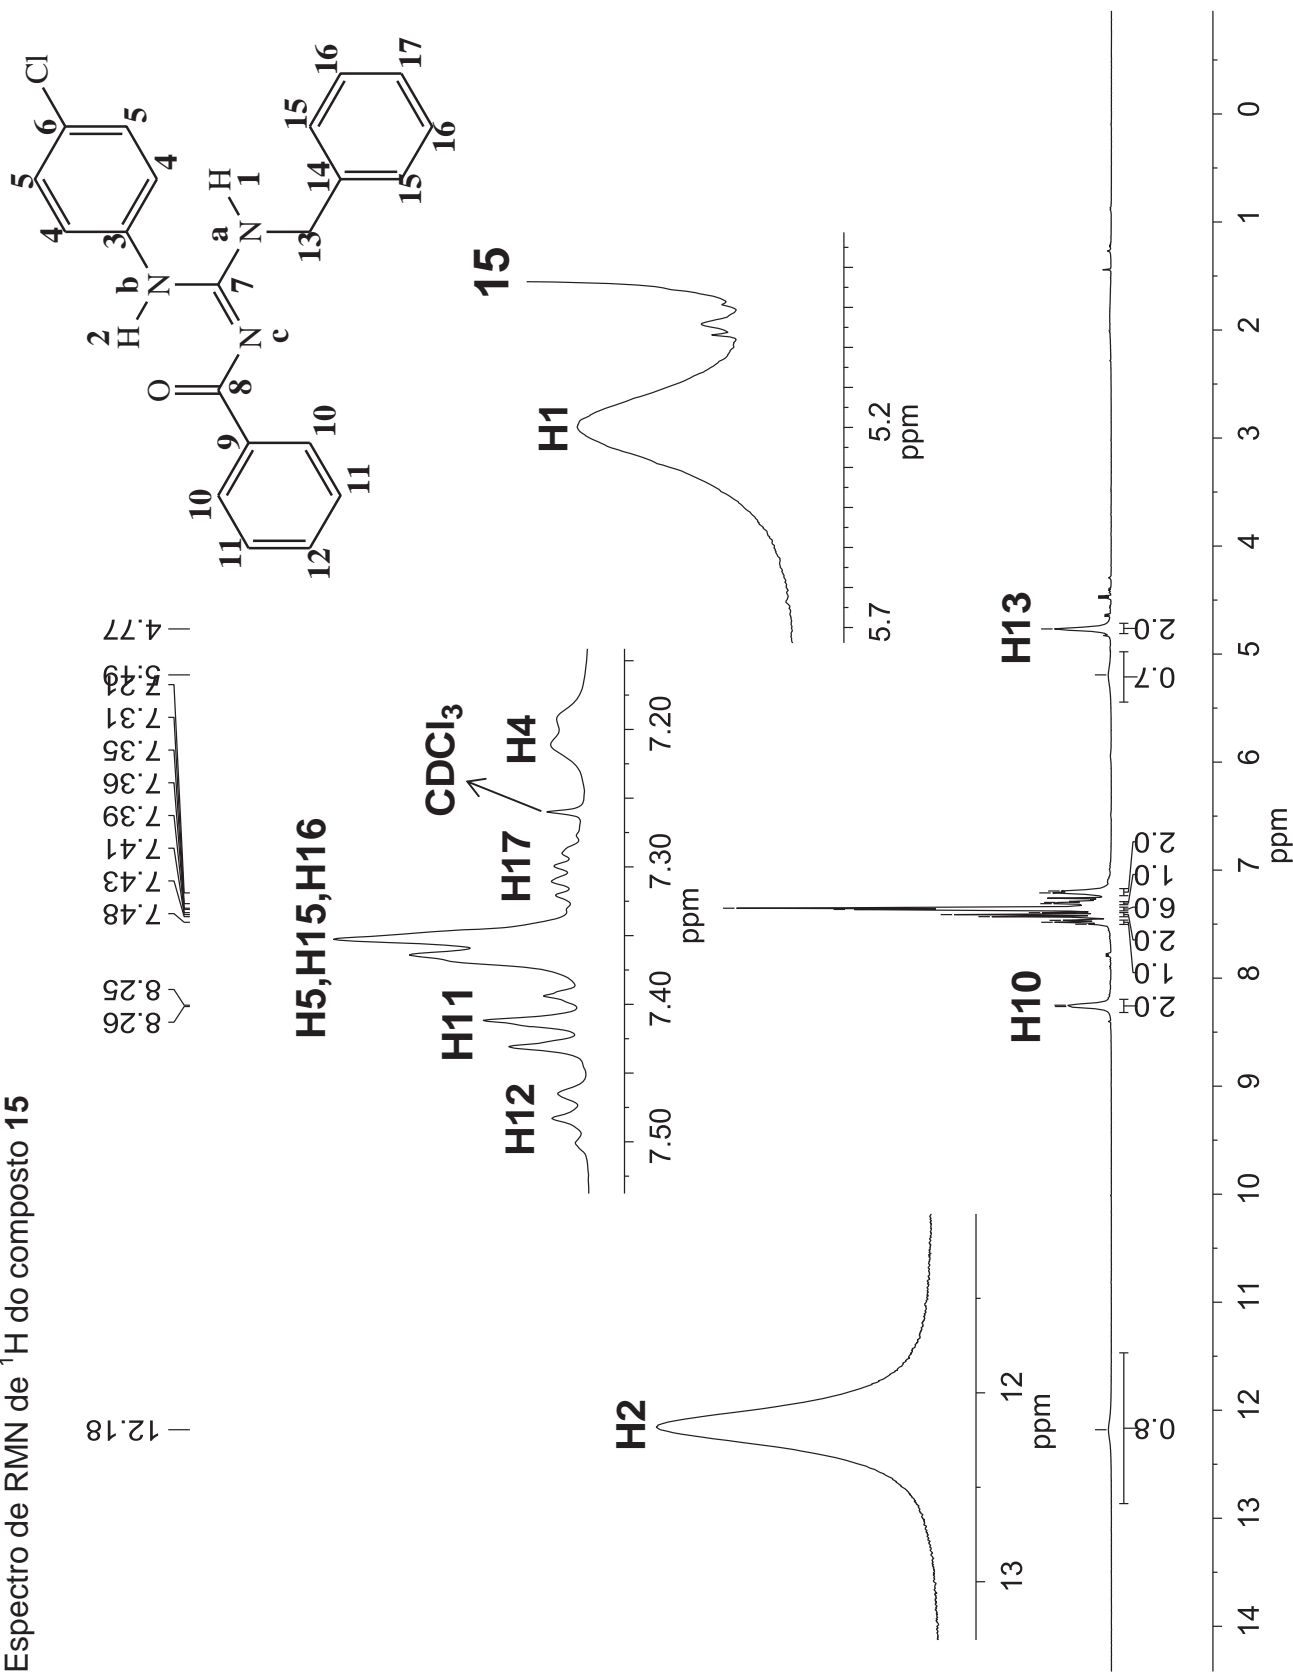 Espectro de RMN de ¹H do composto 15
12.18
8.26
8.25
7.48
7.43
7.41
7.39
7.36
7.35
7.31
7.21
5.19
4.77
Cl
6
5
5
4
4
3
b
N
H
2
a
N
H
1
7
N
c
O
8
9
10
10
11
11
12
13
14
15
15
16
16
17
15
H2
13
12
ppm
H12
H11
H5,H15,H16
H17
CDCl₃
H4
7.50
7.40
7.30
7.20
ppm
H1
5.7
5.2
ppm
H10
H13
0.8
2.0
1.0
2.0
6.0
1.0
2.0
0.7
2.0
14
13
12
11
10
9
8
7
6
5
4
3
2
1
0
ppm